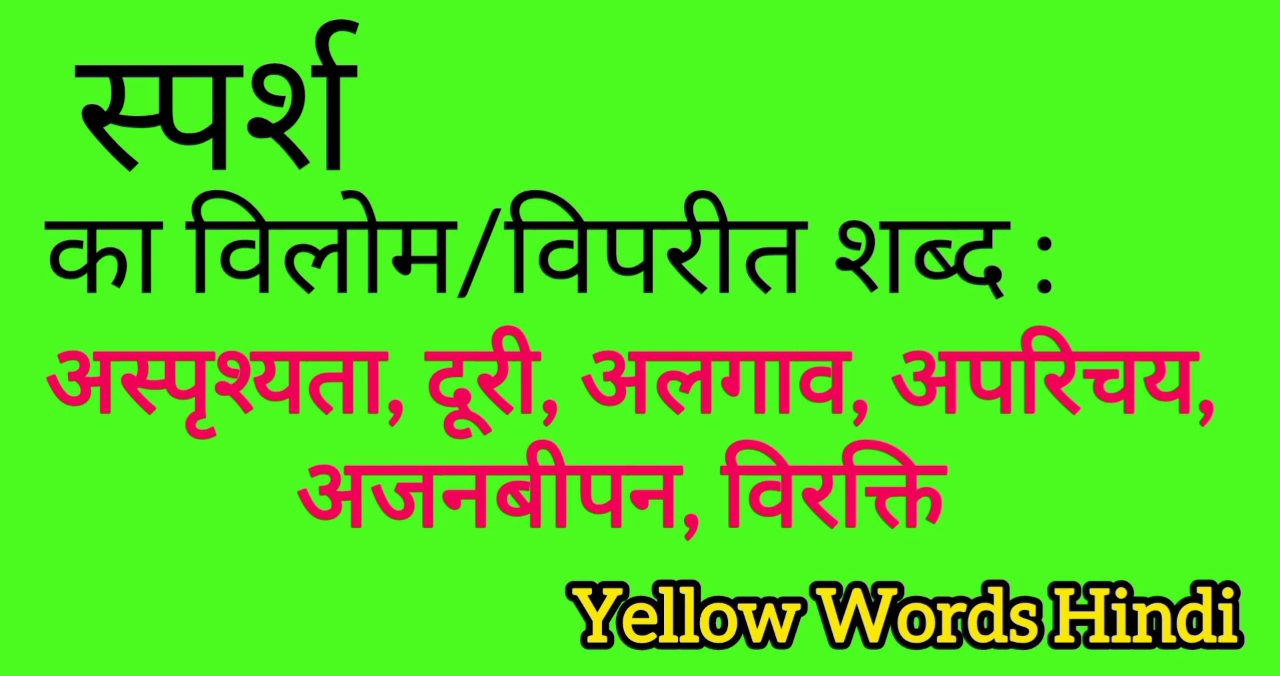 स्पर्श
का विलोम/विपरीत शब्द :
अस्पृश्यता, दूरी, अलगाव, अपरिचय,
अजनबीपन, विरक्ति
Yellow Words Hindi